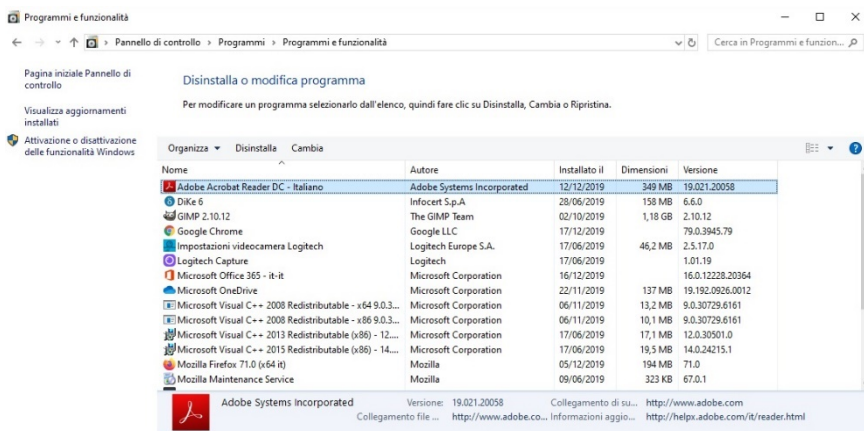 Programmi e funzionalità
Pannello di controllo > Programmi > Programmi e funzionalità
Cerca in Programmi e funzion...
Pagina iniziale Pannello di
controllo
Visualizza aggiornamenti
installati
Attivazione o disattivazione
delle funzionalità Windows
Disinstalla o modifica programma
Per modificare un programma selezionarlo dall'elenco, quindi fare clic su Disinstalla, Cambia o Ripristina.
Organizza Disinstalla Cambia
Nome Autore Installato il Dimensioni Versione
Adobe Acrobat Reader DC - Italiano Adobe Systems Incorporated 12/12/2019 349 MB 19.021.20058
DiKe 6 Infocert S.p.A 28/06/2019 158 MB 6.6.0
GIMP 2.10.12 The GIMP Team 02/10/2019 1,18 GB 2.10.12
Google Chrome Google LLC 17/12/2019 79.0.3945.79
Impostazioni videocamera Logitech Logitech Europe S.A. 17/06/2019 46,2 MB 2.5.17.0
Logitech Capture Logitech 17/06/2019 1.01.19
Microsoft Office 365 - it-it Microsoft Corporation 16/12/2019 16.0.12228.20364
Microsoft OneDrive Microsoft Corporation 22/11/2019 137 MB 19.192.0926.0012
Microsoft Visual C++ 2008 Redistributable - x64 9.0.3... Microsoft Corporation 06/11/2019 13,2 MB 9.0.30729.6161
Microsoft Visual C++ 2008 Redistributable - x86 9.0.3... Microsoft Corporation 06/11/2019 10,1 MB 9.0.30729.6161
Microsoft Visual C++ 2013 Redistributable (x86) - 12.... Microsoft Corporation 17/06/2019 17,1 MB 12.0.30501.0
Microsoft Visual C++ 2015 Redistributable (x86) - 14.... Microsoft Corporation 17/06/2019 19,5 MB 14.0.24215.1
Mozilla Firefox 71.0 (x64 it) Mozilla 05/12/2019 194 MB 71.0
Mozilla Maintenance Service Mozilla 09/06/2019 323 KB 67.0.1
Adobe Systems Incorporated Versione: 19.021.20058 Collegamento di su... http://www.adobe.com
Collegamento file ... http://www.adobe.co... Informazioni aggio... http://helpx.adobe.com/it/reader.html